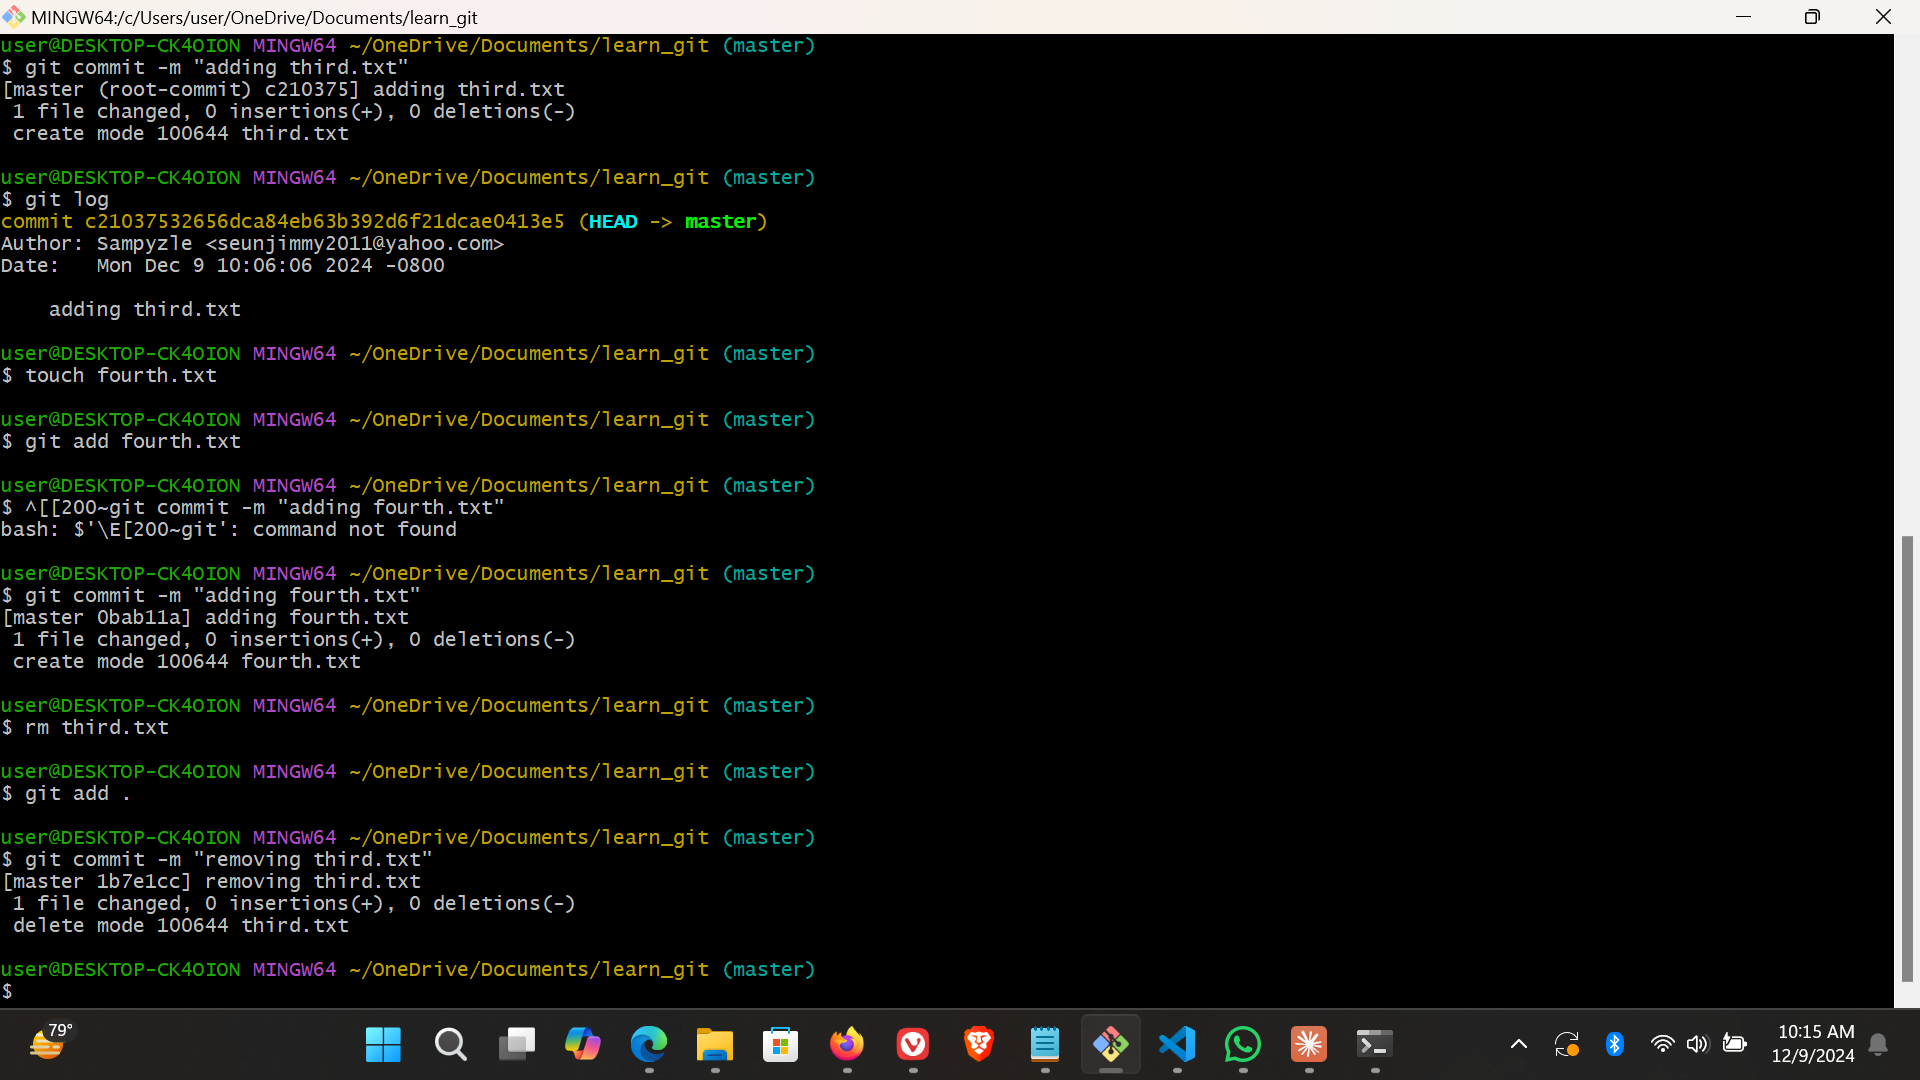 MINGW64:/c/Users/user/OneDrive/Documents/learn_git
user@DESKTOP-CK4OION MINGW64 ~/OneDrive/Documents/learn_git (master)
$ git commit -m "adding third.txt"
[master (root-commit) c210375] adding third.txt
 1 file changed, 0 insertions(+), 0 deletions(-)
 create mode 100644 third.txt

user@DESKTOP-CK4OION MINGW64 ~/OneDrive/Documents/learn_git (master)
$ git log
commit c21037532656dca84eb63b392d6f21dcae0413e5 (HEAD -> master)
Author: Sampyzle <seunjimmy2011@yahoo.com>
Date:   Mon Dec 9 10:06:06 2024 -0800

    adding third.txt

user@DESKTOP-CK4OION MINGW64 ~/OneDrive/Documents/learn_git (master)
$ touch fourth.txt

user@DESKTOP-CK4OION MINGW64 ~/OneDrive/Documents/learn_git (master)
$ git add fourth.txt

user@DESKTOP-CK4OION MINGW64 ~/OneDrive/Documents/learn_git (master)
$ ^[[200~git commit -m "adding fourth.txt"
bash: $'\E[200~git': command not found

user@DESKTOP-CK4OION MINGW64 ~/OneDrive/Documents/learn_git (master)
$ git commit -m "adding fourth.txt"
[master 0bab11a] adding fourth.txt
 1 file changed, 0 insertions(+), 0 deletions(-)
 create mode 100644 fourth.txt

user@DESKTOP-CK4OION MINGW64 ~/OneDrive/Documents/learn_git (master)
$ rm third.txt

user@DESKTOP-CK4OION MINGW64 ~/OneDrive/Documents/learn_git (master)
$ git add .

user@DESKTOP-CK4OION MINGW64 ~/OneDrive/Documents/learn_git (master)
$ git commit -m "removing third.txt"
[master 1b7e1cc] removing third.txt
 1 file changed, 0 insertions(+), 0 deletions(-)
 delete mode 100644 third.txt

user@DESKTOP-CK4OION MINGW64 ~/OneDrive/Documents/learn_git (master)
$
79°
10:15 AM
12/9/2024